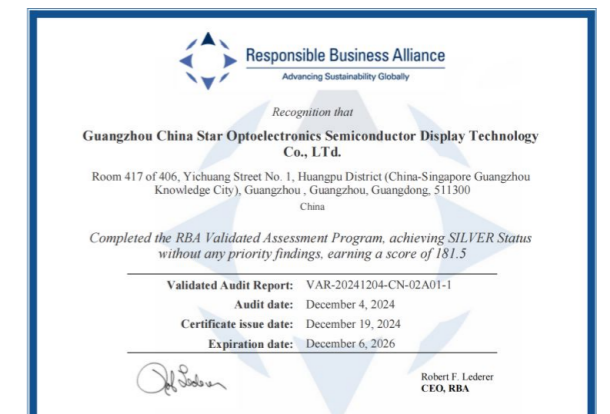 Responsible Business Alliance
Advancing Sustainability Globally
Recognition that
Guangzhou China Star Optoelectronics Semiconductor Display Technology
Co., LTd.
Room 417 of 406, Yichuang Street No. 1, Huangpu District (China-Singapore Guangzhou
Knowledge City), Guangzhou , Guangzhou, Guangdong, 511300
China
Completed the RBA Validated Assessment Program, achieving SILVER Status
without any priority findings, earning a score of 181.5
Validated Audit Report: VAR-20241204-CN-02A01-1
Audit date: December 4, 2024
Certificate issue date: December 19, 2024
Expiration date: December 6, 2026
Robert F. Lederer
CEO, RBA